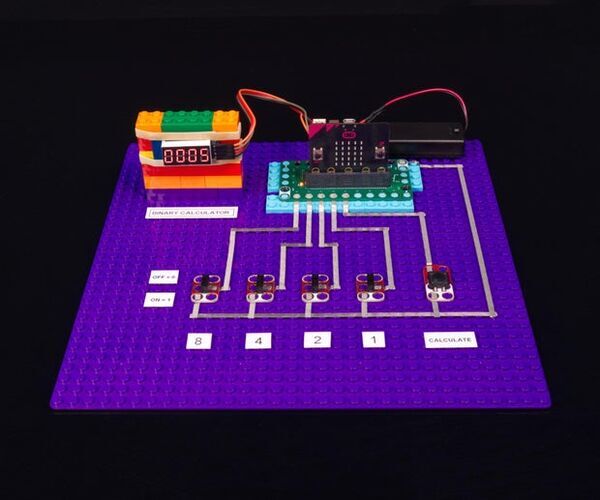 0005
BINARY CALCULATOR
OFF = 0
ON = 1
8
4
2
1
CALCULATE